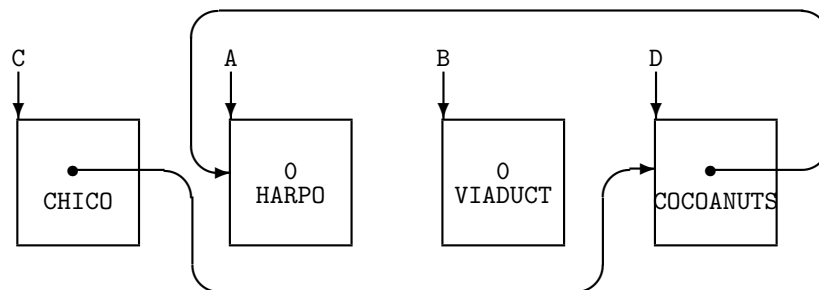 C A B D
CHICO
0
HARPO
0
VIADUCT
COCOANUTS